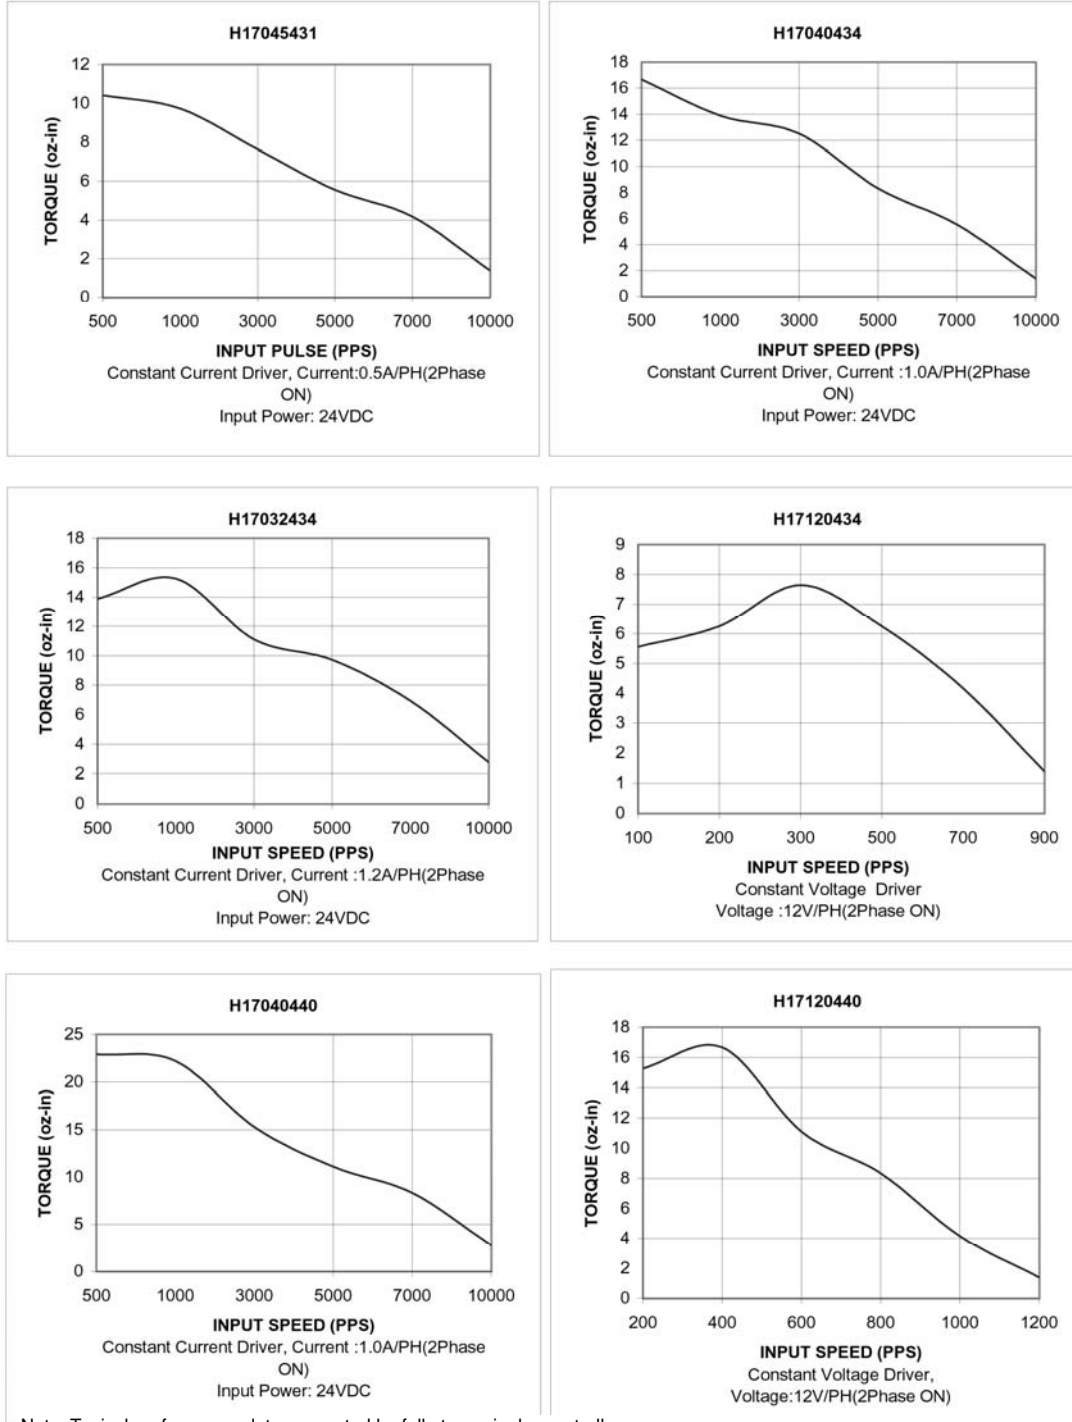 H17045431
TORQUE (oz-in)
12
10
8
6
4
2
0
500 1000 3000 5000 7000 10000
INPUT PULSE (PPS)
Constant Current Driver, Current:0.5A/PH(2Phase
ON)
Input Power: 24VDC
H17040434
TORQUE (oz-in)
18
16
14
12
10
8
6
4
2
0
500 1000 3000 5000 7000 10000
INPUT SPEED (PPS)
Constant Current Driver, Current :1.0A/PH(2Phase
ON)
Input Power: 24VDC
H17032434
TORQUE (oz-in)
18
16
14
12
10
8
6
4
2
0
500 1000 3000 5000 7000 10000
INPUT SPEED (PPS)
Constant Current Driver, Current :1.2A/PH(2Phase
ON)
Input Power: 24VDC
H17120434
TORQUE (oz-in)
9
8
7
6
5
4
3
2
1
0
100 200 300 500 700 900
INPUT SPEED (PPS)
Constant Voltage Driver
Voltage :12V/PH(2Phase ON)
H17040440
TORQUE (oz-in)
25
20
15
10
5
0
500 1000 3000 5000 7000 10000
INPUT SPEED (PPS)
Constant Current Driver, Current :1.0A/PH(2Phase
ON)
Input Power: 24VDC
H17120440
TORQUE (oz-in)
18
16
14
12
10
8
6
4
2
0
200 400 600 800 1000 1200
INPUT SPEED (PPS)
Constant Voltage Driver,
Voltage:12V/PH(2Phase ON)